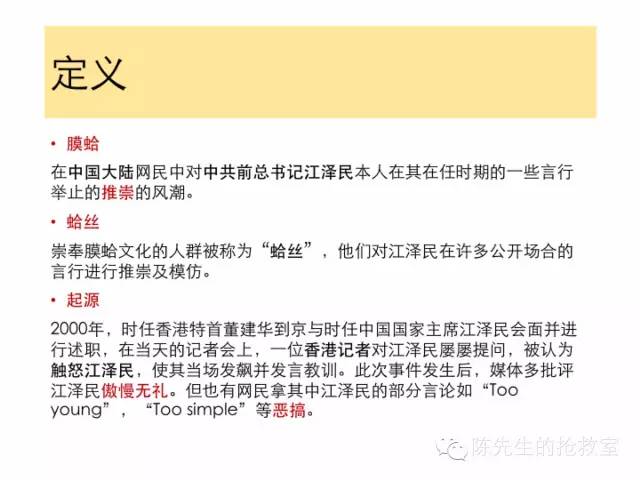 定义
• 膜蛤
在中国大陆网民中对中共前总书记江泽民本人在其在任时期的一些言行
举止的推崇的风潮。
• 蛤丝
崇奉膜蛤文化的人群被称为“蛤丝”，他们对江泽民在许多公开场合的
言行进行推崇及模仿。
• 起源
2000年，时任香港特首董建华到京与时任中国国家主席江泽民会面并进
行述职，在当天的记者会上，一位香港记者对江泽民屡屡提问，被认为
触怒江泽民，使其当场发飙并发言教训。此次事件发生后，媒体多批评
江泽民傲慢无礼。但也有网民拿其中江泽民的部分言论如“Too
young”，“Too simple”等恶搞。
陈先生的抢救室